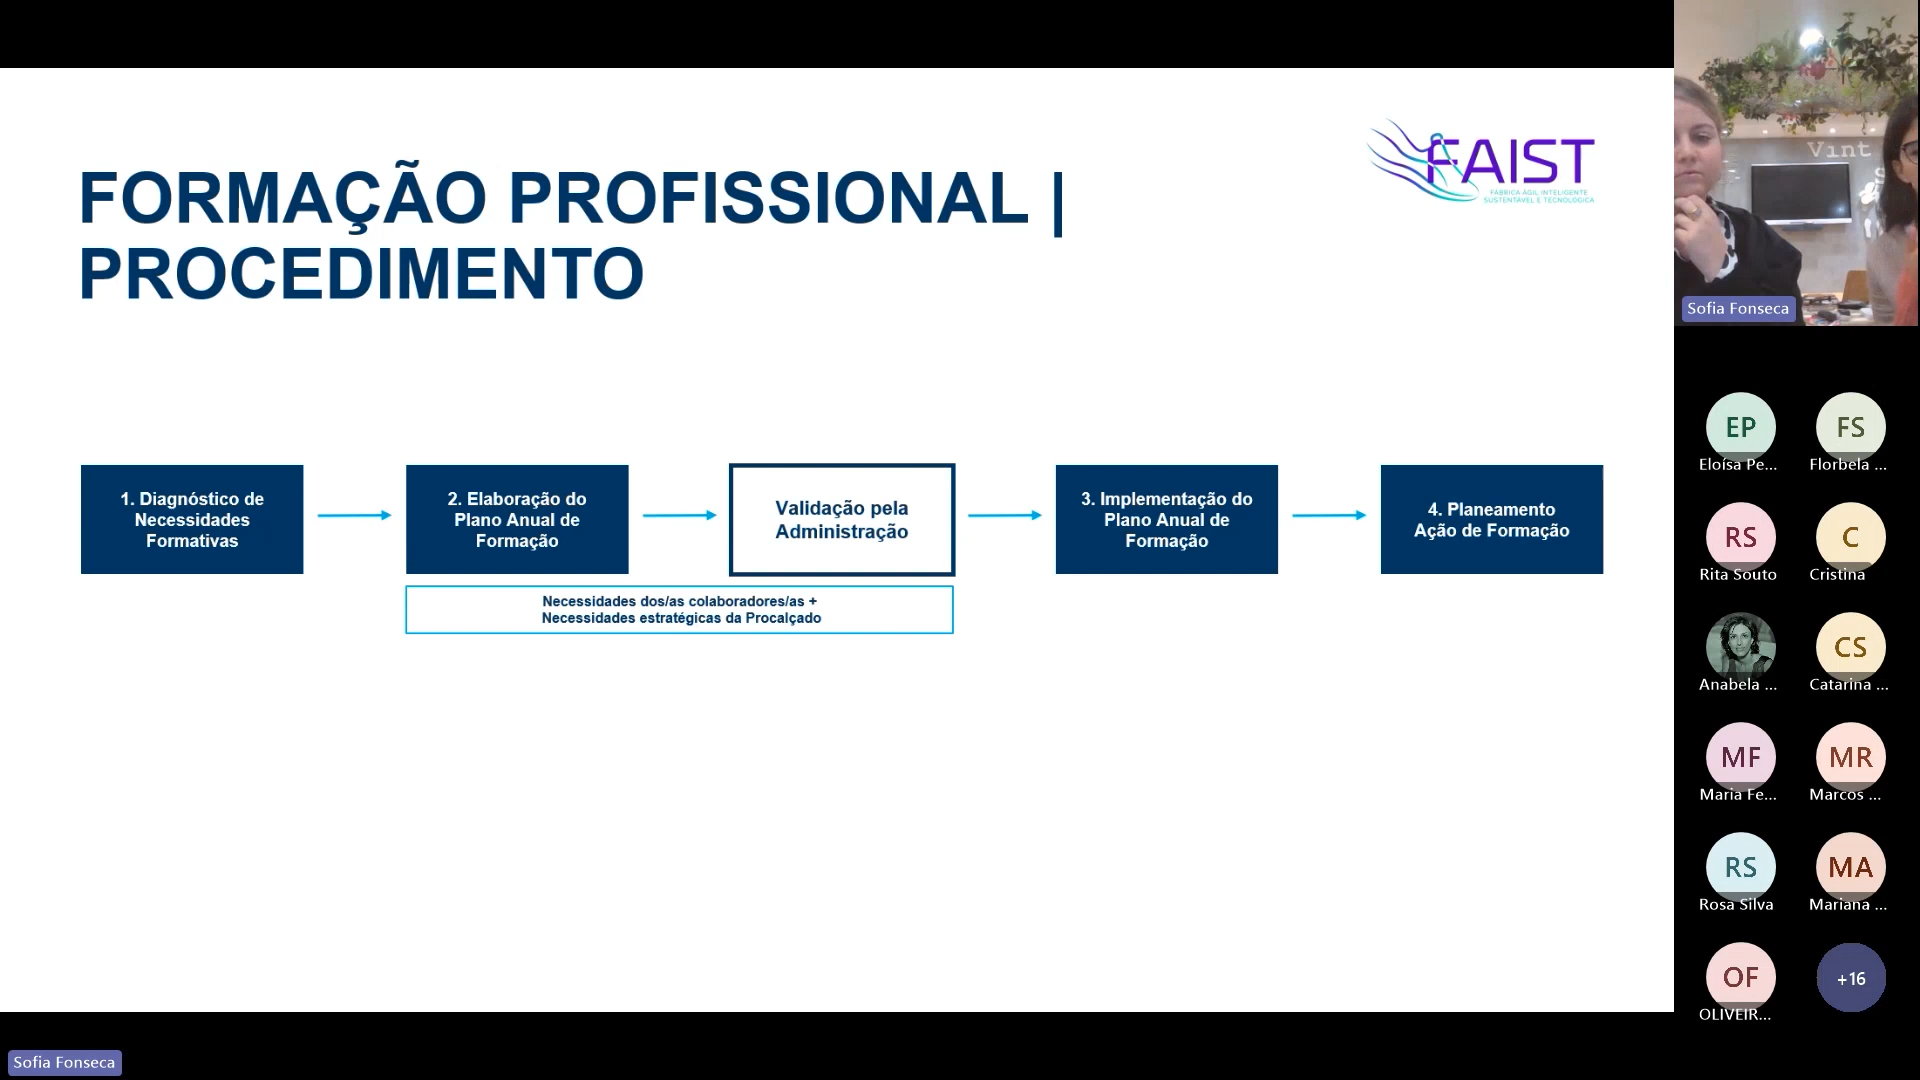 FORMAÇÃO PROFISSIONAL |
PROCEDIMENTO
FAIST
FÁBRICA ÁGIL INTELIGENTE
SUSTENTÁVEL E TECNOLÓGICA
1. Diagnóstico de
Necessidades
Formativas
2. Elaboração do
Plano Anual de
Formação
Validação pela
Administração
3. Implementação do
Plano Anual de
Formação
4. Planeamento
Ação de Formação
Necessidades dos/as colaboradores/as +
Necessidades estratégicas da Procalçado
Vint
Sofia Fonseca
EP
Eloísa Pe...
FS
Florbela ...
RS
Rita Souto
C
Cristina
Anabela ...
CS
Catarina ...
MF
Maria Fe...
MR
Marcos ...
RS
Rosa Silva
MA
Mariana ...
OF
OLIVEIR...
+16
Sofia Fonseca